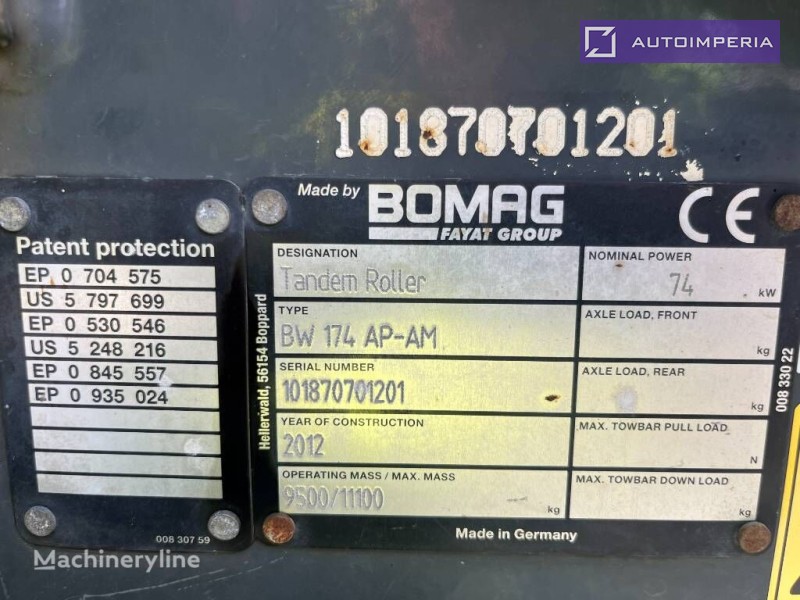 AUTOIMPERIA
101870701201
Patent protection
EP 0 704 575
US 5 797 699
EP 0 530 546
US 5 248 216
EP 0 845 557
EP 0 935 024
008 307 59
Made by BOMAG
FAYAT GROUP
CE
Hellerwald, 56154 Boppard
DESIGNATION
Tandem Roller
NOMINAL POWER
74 kW
TYPE
BW 174 AP-AM
AXLE LOAD, FRONT
kg
SERIAL NUMBER
101870701201
AXLE LOAD, REAR
kg
YEAR OF CONSTRUCTION
2012
MAX. TOWBAR PULL LOAD
N
OPERATING MASS / MAX. MASS
9500/11100 kg
MAX. TOWBAR DOWN LOAD
kg
008 330 22
Made in Germany
Machineryline